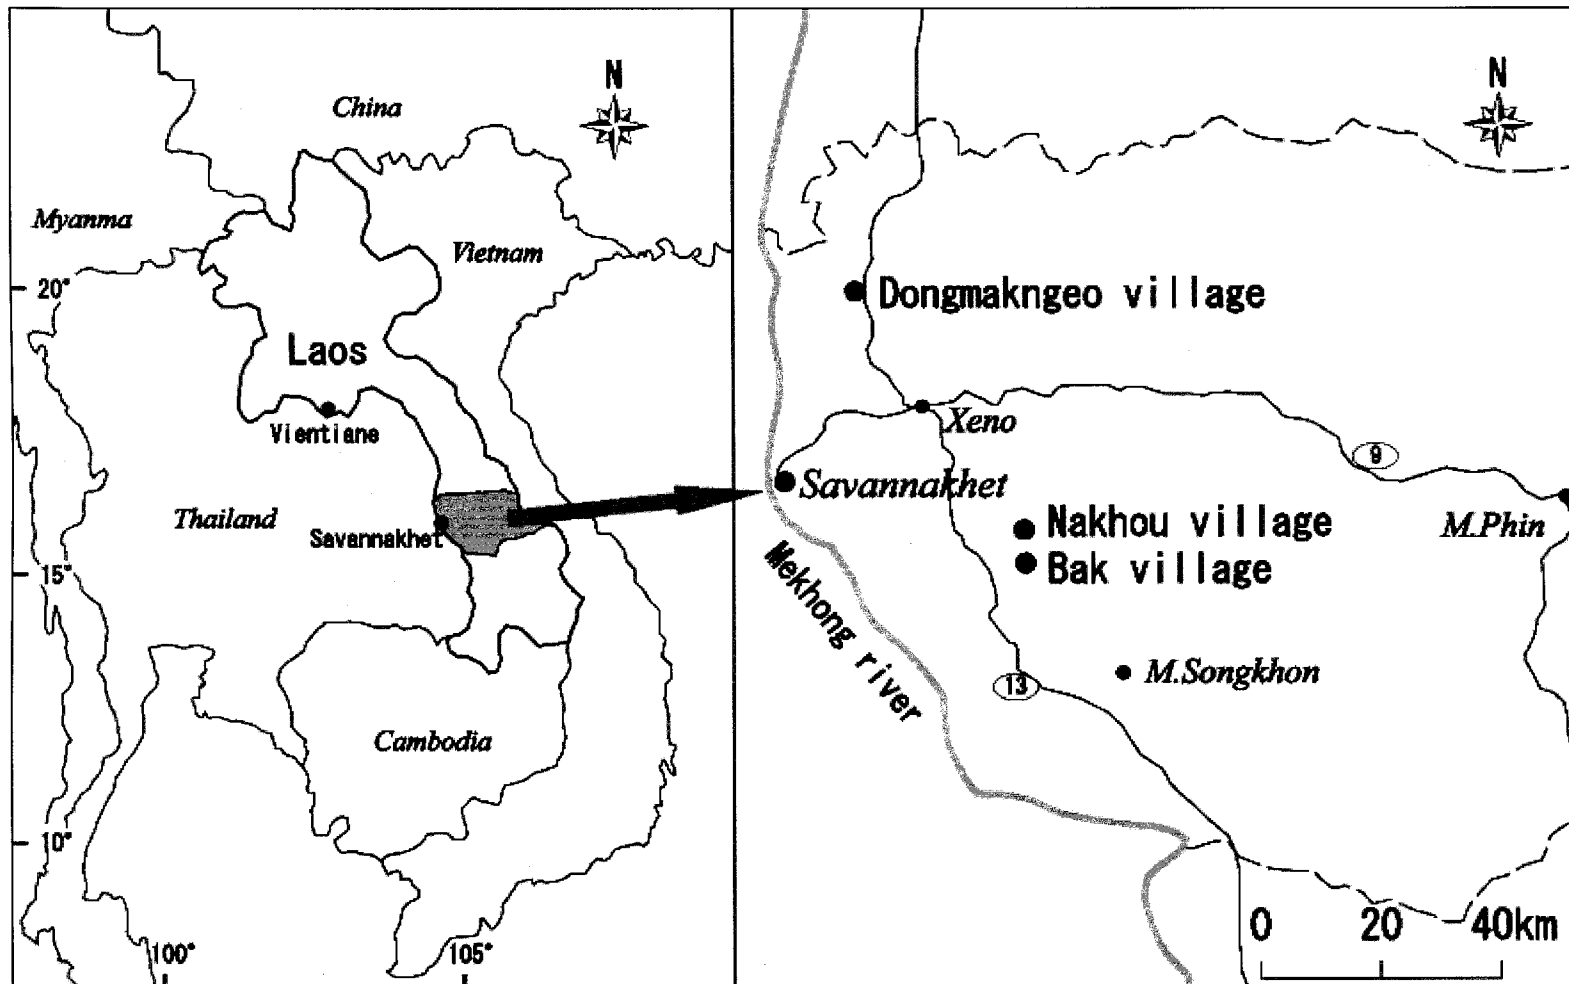 N
China
Myanma
Vietnam
20°
Laos
Vientiane
Thailand
Savannakhet
15°
Cambodia
10°
100°
105°
N
Dongmakngeo village
Xeno
9
Savannakhet
M.Phin
Nakhou village
Bak village
Mekhong river
M.Songkhon
13
0 20 40km